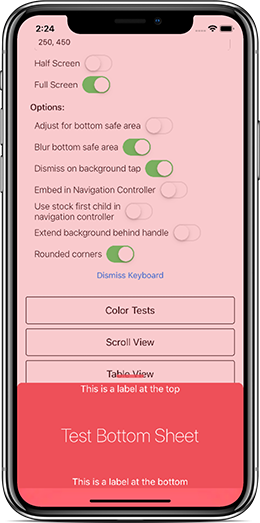 2:24
250, 450
Half Screen
Full Screen
Options:
Adjust for bottom safe area
Blur bottom safe area
Dismiss on background tap
Embed in Navigation Controller
Use stock first child in
navigation controller
Extend background behind handle
Rounded corners
Dismiss Keyboard
Color Tests
Scroll View
Table View
This is a label at the top
Test Bottom Sheet
This is a label at the bottom